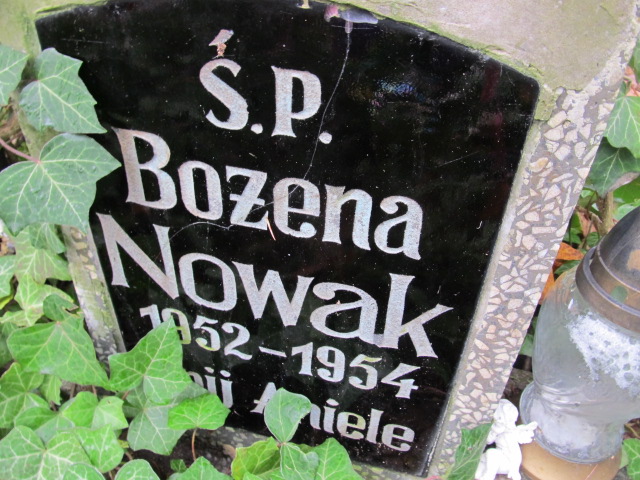 Ś.P.
Bożena
Nowak
1952-1954
Aniele